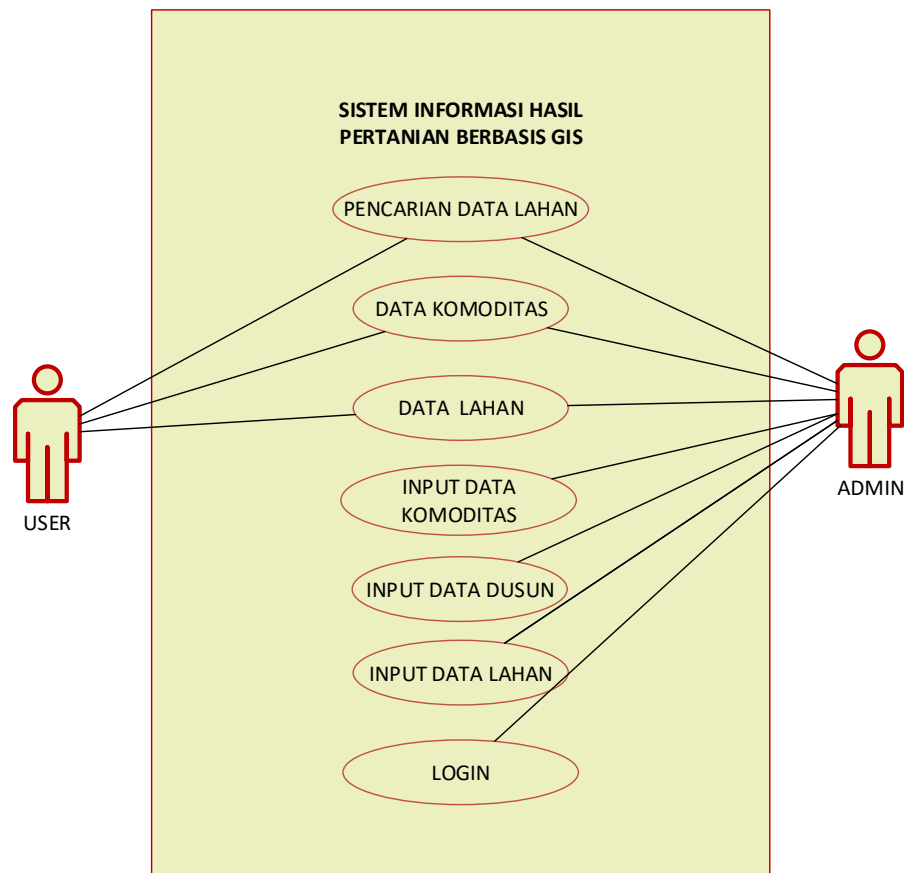 SISTEM INFORMASI HASIL
PERTANIAN BERBASIS GIS
PENCARIAN DATA LAHAN
DATA KOMODITAS
DATA LAHAN
INPUT DATA
KOMODITAS
INPUT DATA DUSUN
INPUT DATA LAHAN
LOGIN
USER
ADMIN